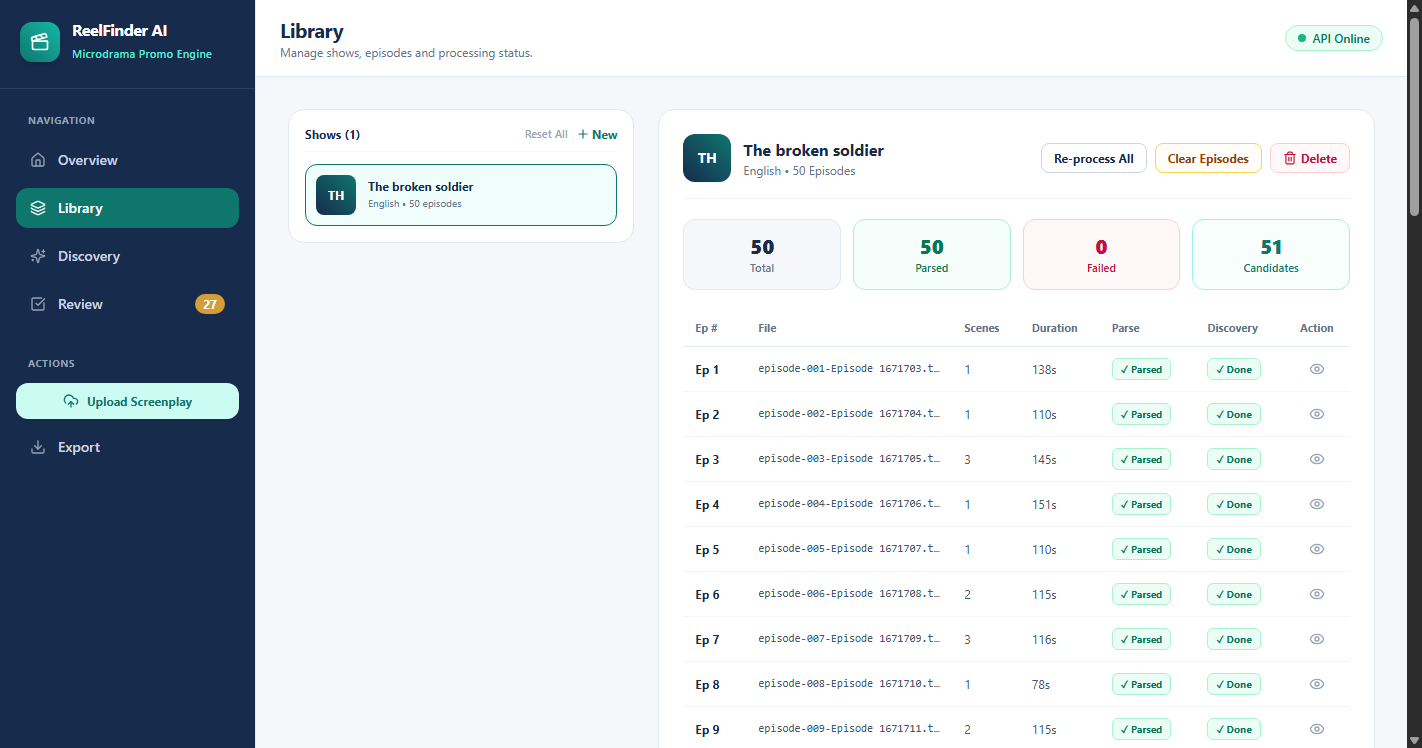 ReelFinder AI
Microdrama Promo Engine
NAVIGATION
Overview
Library
Discovery
Review 27
ACTIONS
Upload Screenplay
Export
Library
Manage shows, episodes and processing status.
API Online
Shows (1) Reset All + New
TH
The broken soldier
English • 50 episodes
TH
The broken soldier
English • 50 Episodes
Re-process All Clear Episodes Delete
50 50 0 51
Total Parsed Failed Candidates
Ep # File Scenes Duration Parse Discovery Action
Ep 1 episode-001-Episode 1671703.t… 1 138s ✓ Parsed ✓ Done
Ep 2 episode-002-Episode 1671704.t… 1 110s ✓ Parsed ✓ Done
Ep 3 episode-003-Episode 1671705.t… 3 145s ✓ Parsed ✓ Done
Ep 4 episode-004-Episode 1671706.t… 1 151s ✓ Parsed ✓ Done
Ep 5 episode-005-Episode 1671707.t… 1 110s ✓ Parsed ✓ Done
Ep 6 episode-006-Episode 1671708.t… 2 115s ✓ Parsed ✓ Done
Ep 7 episode-007-Episode 1671709.t… 3 116s ✓ Parsed ✓ Done
Ep 8 episode-008-Episode 1671710.t… 1 78s ✓ Parsed ✓ Done
Ep 9 episode-009-Episode 1671711.t… 2 115s ✓ Parsed ✓ Done